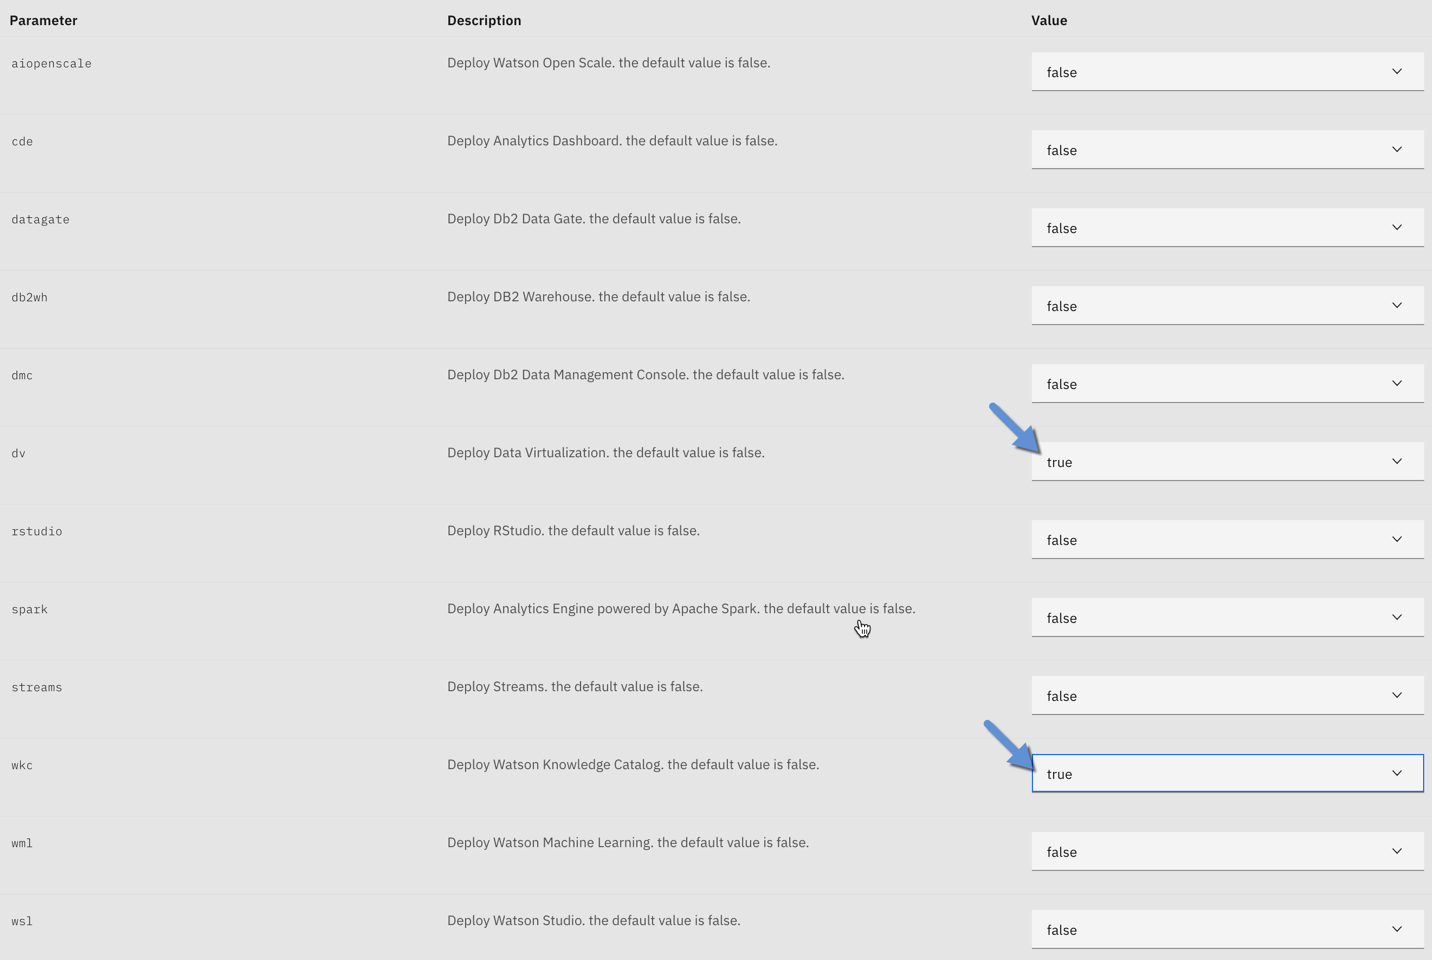 Parameter Description Value
aiopenscale Deploy Watson Open Scale. the default value is false. false
cde Deploy Analytics Dashboard. the default value is false. false
datagate Deploy Db2 Data Gate. the default value is false. false
db2wh Deploy DB2 Warehouse. the default value is false. false
dmc Deploy Db2 Data Management Console. the default value is false. false
dv Deploy Data Virtualization. the default value is false. true
rstudio Deploy RStudio. the default value is false. false
spark Deploy Analytics Engine powered by Apache Spark. the default value is false. false
streams Deploy Streams. the default value is false. false
wkc Deploy Watson Knowledge Catalog. the default value is false. true
wml Deploy Watson Machine Learning. the default value is false. false
wsl Deploy Watson Studio. the default value is false. false